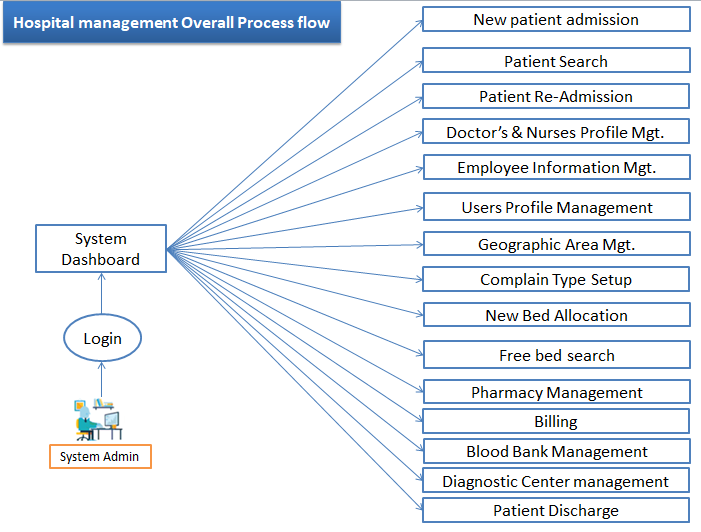 Hospital management Overall Process flow
New patient admission
Patient Search
Patient Re-Admission
Doctor's & Nurses Profile Mgt.
Employee Information Mgt.
Users Profile Management
Geographic Area Mgt.
Complain Type Setup
New Bed Allocation
Free bed search
Pharmacy Management
Billing
Blood Bank Management
Diagnostic Center management
Patient Discharge
System
Dashboard
Login
System Admin